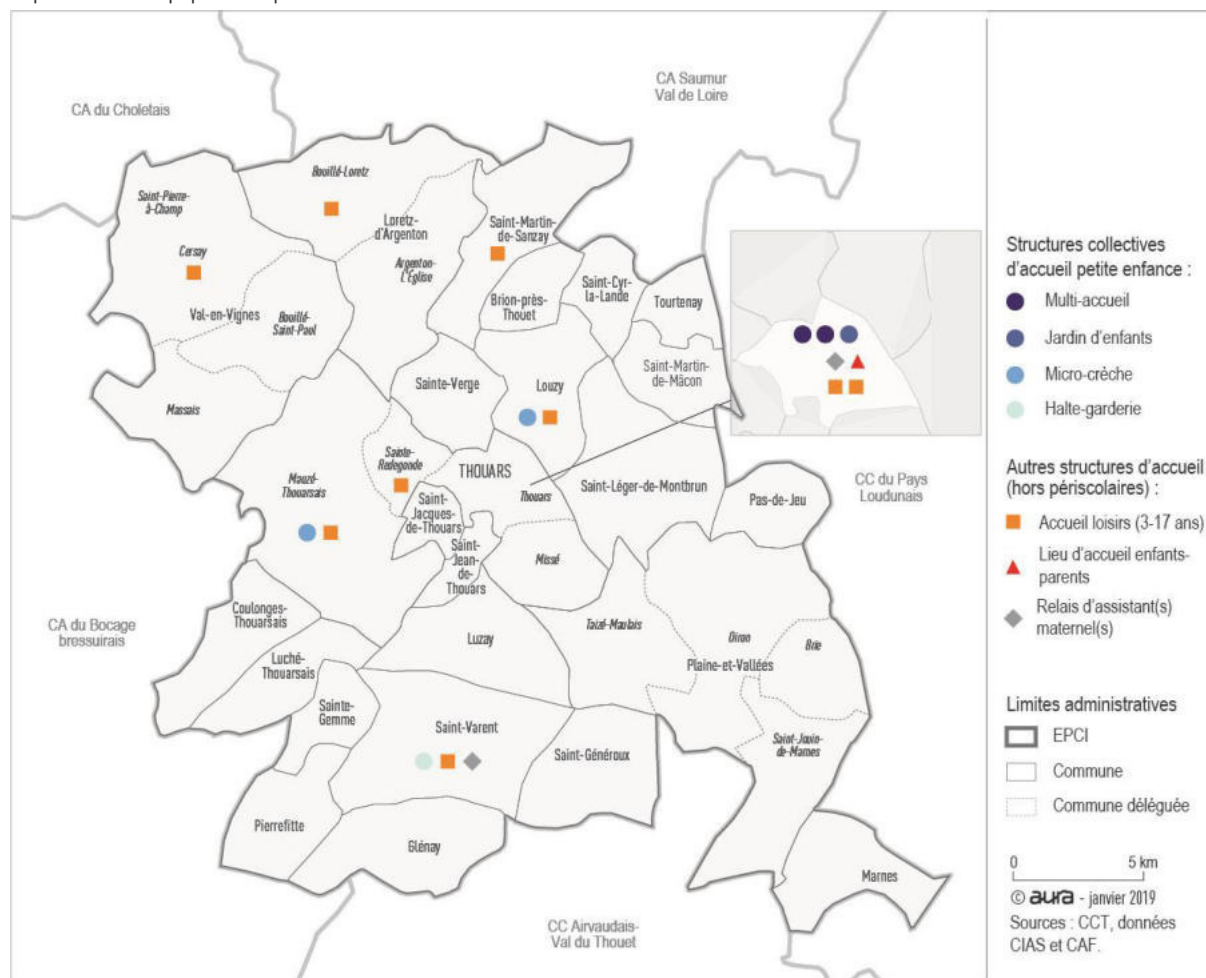 CA du Choletais
CA Saumur
Val de Loire
Saint-Pierre-
à-Champ
Bouillé-Loretz
Cersay
Loretz-
d'Argenton
Argenton-
L'Église
Saint-Martin-
de-Sanzay
Saint-Cyr-
la-Lande
Tourtenay
Brion-près-
Thouet
Val-en-Vignes
Bouillé-
Saint-Paul
Saint-Martin-
de-Mâcon
Sainte-Verge
Louzy
Massais
Sainte-
Radegonde
THOUARS
Thouars
Mauzé-
Thouarsais
Saint-
Jacques-
de-Thouars
Saint-Léger-de-Montbrun
Pas-de-Jeu
CC du Pays
Loudunais
Saint-
Jean-
de-
Thouars
Missé
CA du Bocage
bressuirais
Coulonges-
Thouarsais
Luzay
Taizé-Maulais
Oiron
Brie
Plaine-et-Vallées
Luché-
Thouarsais
Sainte-
Gemme
Saint-Varent
Saint-Généroux
Saint-Jouin-
de-Marnes
Pierrefitte
Glénay
Marnes
CC Airvaudais-
Val du Thouet
Structures collectives
d'accueil petite enfance :
Multi-accueil
Jardin d'enfants
Micro-crèche
Halte-garderie
Autres structures d'accueil
(hors périscolaires) :
Accueil loisirs (3-17 ans)
Lieu d'accueil enfants-
parents
Relais d'assistant(s)
maternel(s)
Limites administratives
EPCI
Commune
Commune déléguée
0 5 km
© aura - janvier 2019
Sources : CCT, données
CIAS et CAF.